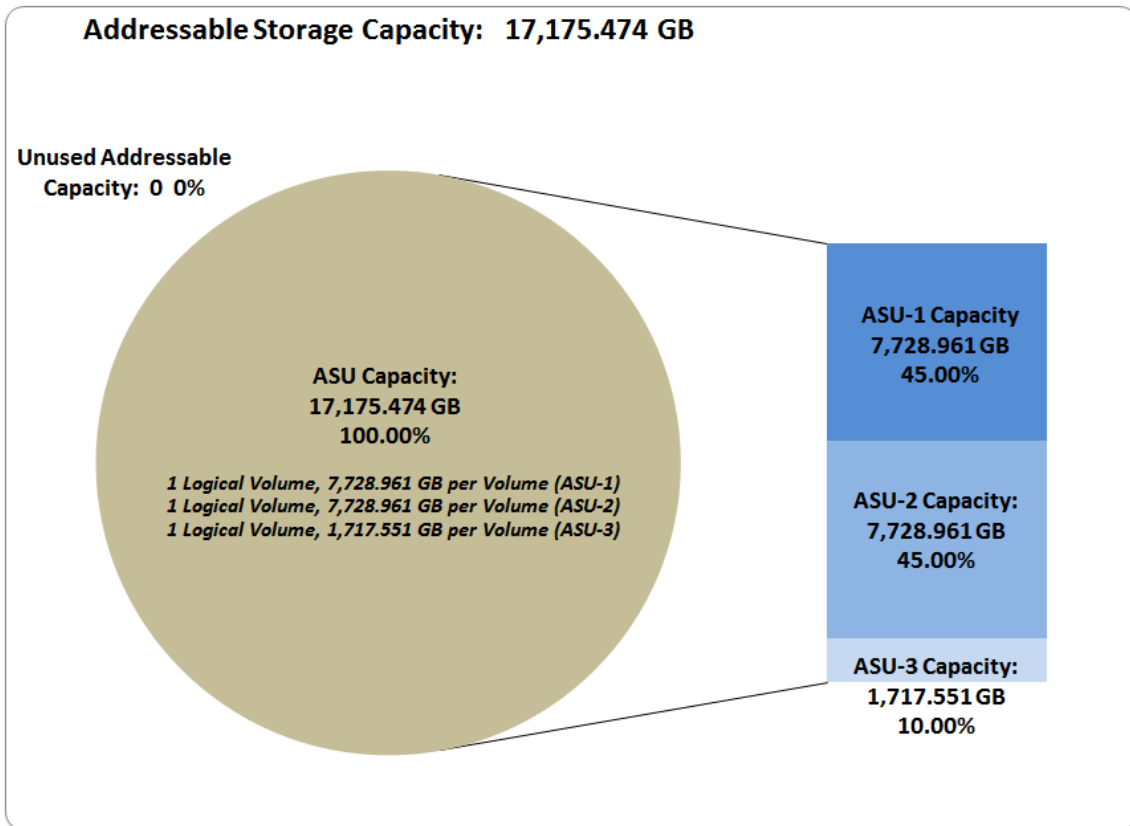 Addressable Storage Capacity: 17,175.474 GB
Unused Addressable
Capacity: 0 0%
ASU Capacity:
17,175.474 GB
100.00%
1 Logical Volume, 7,728.961 GB per Volume (ASU-1)
1 Logical Volume, 7,728.961 GB per Volume (ASU-2)
1 Logical Volume, 1,717.551 GB per Volume (ASU-3)
ASU-1 Capacity
7,728.961 GB
45.00%
ASU-2 Capacity:
7,728.961 GB
45.00%
ASU-3 Capacity:
1,717.551 GB
10.00%